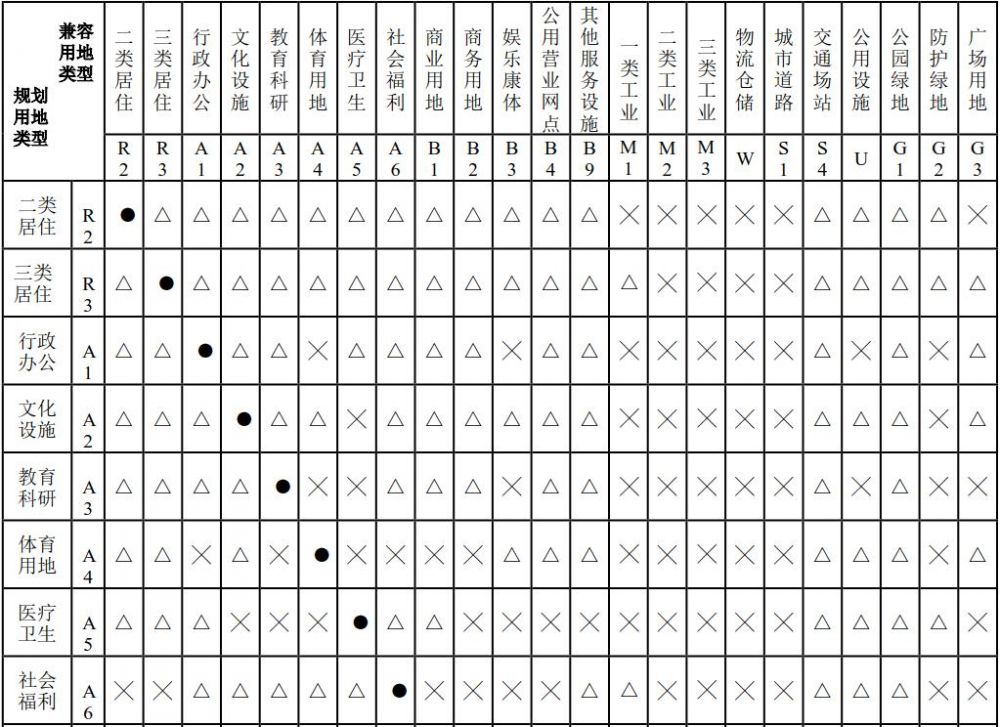 兼容用地类型 二类居住 三类居住 行政办公 文化设施 教育科研 体育用地 医疗卫生 社会福利 商业用地 商务用地 娱乐康体 公用营业网点 其他服务设施 一类工业 二类工业 三类工业 物流仓储 城市道路 交通场站 公用设施 公园绿地 防护绿地 广场用地
规划用地类型 R2 R3 A1 A2 A3 A4 A5 A6 B1 B2 B3 B4 B9 M1 M2 M3 W S1 S4 U G1 G2 G3
二类居住 R2 ● △ △ △ △ △ △ △ △ △ △ △ △ × × × × × △ △ △ △ ×
三类居住 R3 △ ● △ △ △ △ △ △ △ △ △ △ △ △ × × × × △ △ △ △ △
行政办公 A1 △ △ ● △ △ × △ △ △ △ × △ △ × × × × × △ × △ × △
文化设施 A2 △ △ △ ● △ △ × △ △ △ △ △ △ × × × × × △ △ △ × △
教育科研 A3 △ △ △ △ ● × × △ △ △ × △ △ × × × × × △ × △ × ×
体育用地 A4 △ △ × △ × ● × × × × △ △ △ × × × × × △ △ △ × △
医疗卫生 A5 △ △ △ × × × ● △ △ × × × × × × × × × △ △ △ △ ×
社会福利 A6 × × △ △ △ △ △ ● × × × × △ △ × × × × △ △ △ × ×